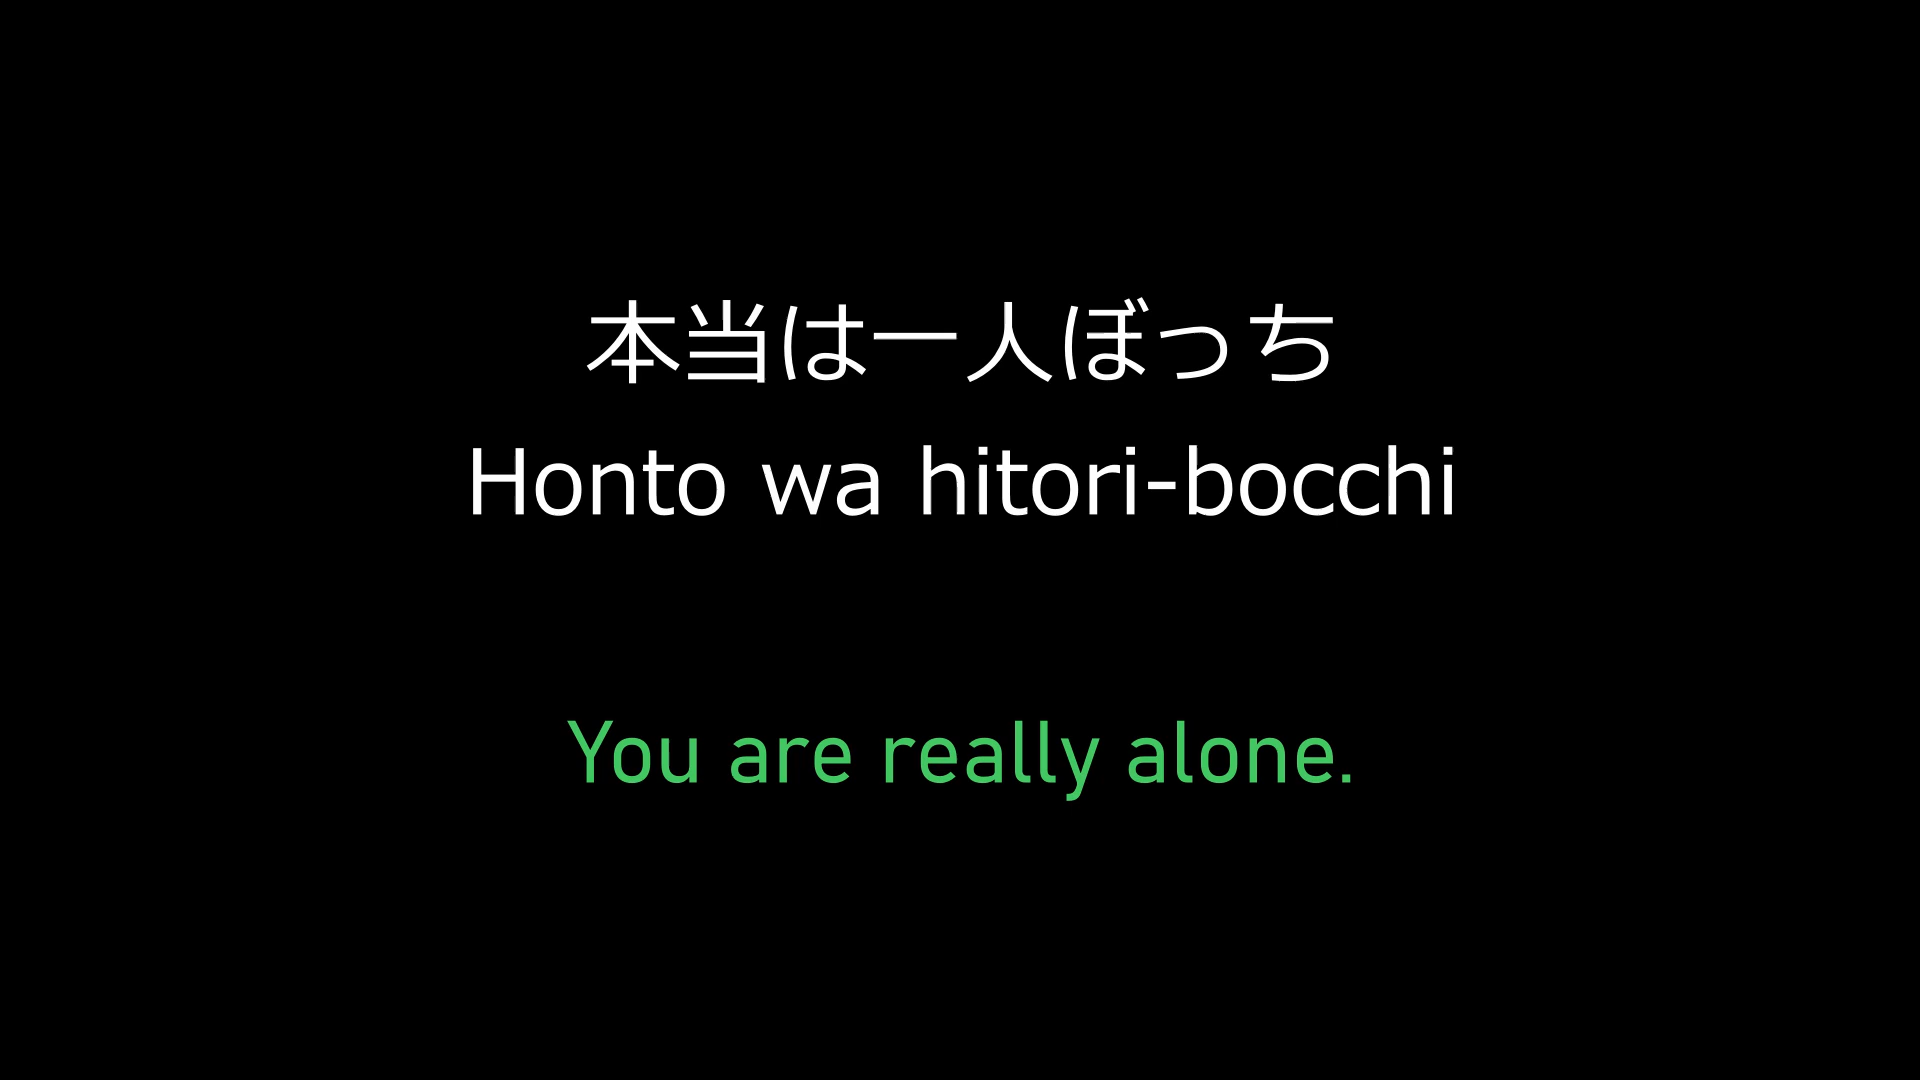 本当は一人ぼっち
Honto wa hitori-bocchi
You are really alone.